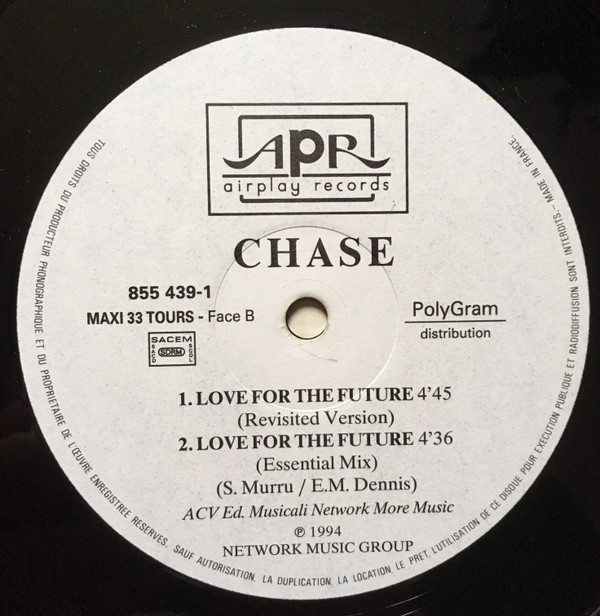 APR
airplay records
CHASE
855 439-1
MAXI 33 TOURS - Face B
PolyGram
distribution
SACEM
SACD
SDRM
SGDL
1. LOVE FOR THE FUTURE 4'45
(Revisited Version)
2. LOVE FOR THE FUTURE 4'36
(Essential Mix)
(S. Murru / E.M. Dennis)
ACV Ed. Musicali Network More Music
℗ 1994
NETWORK MUSIC GROUP
TOUS DROITS DU PRODUCTEUR PHONOGRAPHIQUE ET DU PROPRIETAIRE DE L'ŒUVRE ENREGISTREE RESERVES. SAUF AUTORISATION, LA DUPLICATION, LA LOCATION, LE PRET, L'UTILISATION DE CE DISQUE POUR EXECUTION PUBLIQUE ET RADIODIFFUSION SONT INTERDITS. - MADE IN FRANCE.